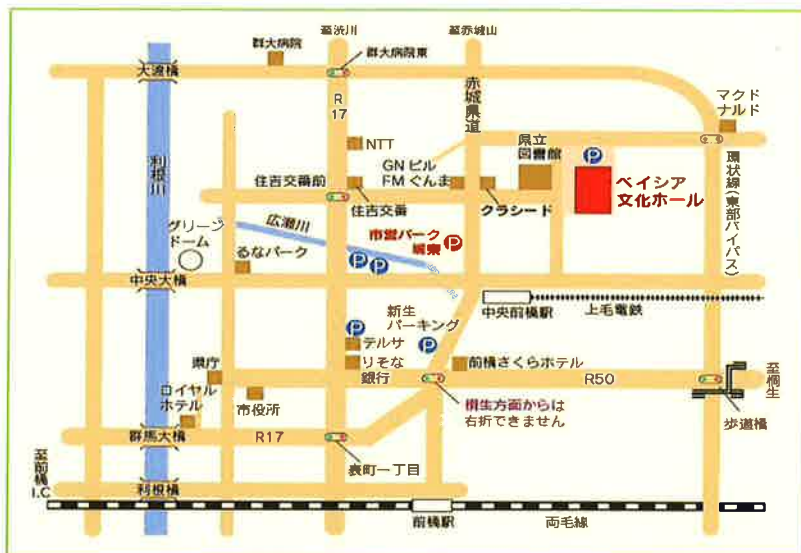 至渋川
至赤城山
群大病院
群大病院東
大渡橋
R
17
赤城県道
マクド
ナルド
NTT
県立
図書館
P
GNビル
FMぐんま
住吉交番前
住吉交番
クラシード
ベイシア
文化ホール
環状線(東部バイパス)
利根川
広瀬川
グリーン
ドーム
市営パーク
城東
P
るなパーク
P
P
中央大橋
中央前橋駅
上毛電鉄
新生
パーキング
P
テルサ
P
りそな
銀行
前橋さくらホテル
県庁
R50
至桐生
ロイヤル
ホテル
市役所
桐生方面からは
右折できません
歩道橋
群馬大橋
R17
表町一丁目
至前橋I.C
利根橋
前橋駅
両毛線